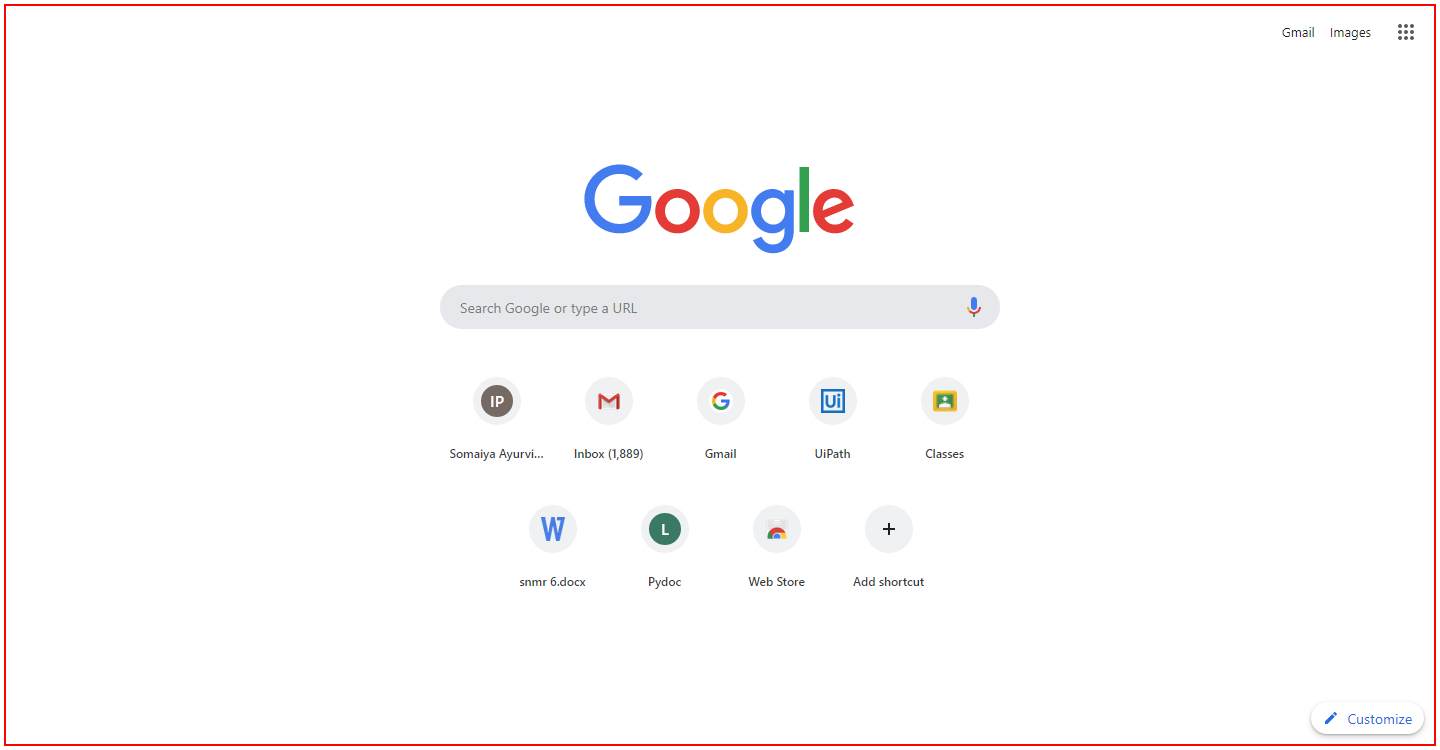 Gmail Images
Google
Search Google or type a URL
IP
Ui
Somaiya Ayurvi... Inbox (1,889) Gmail UiPath Classes
W
L
snmr 6.docx Pydoc Web Store Add shortcut
Customize